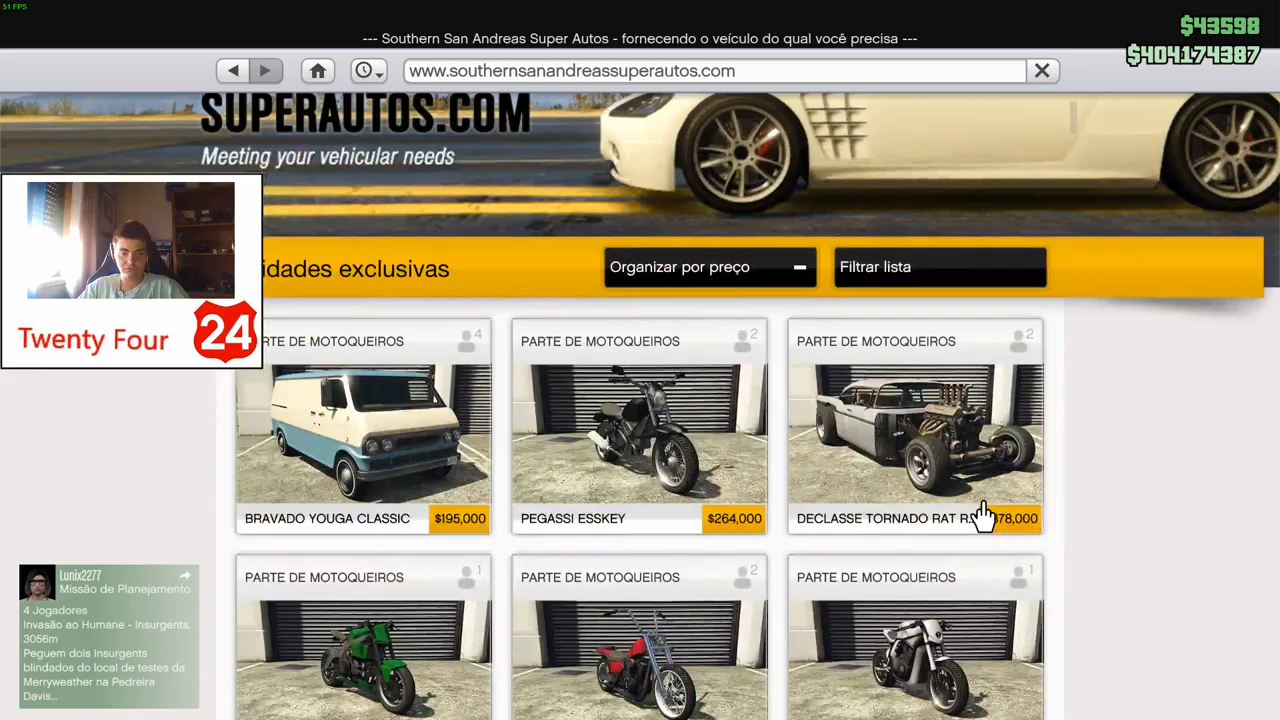 51 FPS
$43598
--- Southern San Andreas Super Autos - fornecendo o veículo do qual você precisa ---
$404174387
www.southernsanandreassuperautos.com
SUPERAUTOS.COM
Meeting your vehicular needs
idades exclusivas
Organizar por preço
Filtrar lista
Twenty Four
24
RTE DE MOTOQUEIROS
4
PARTE DE MOTOQUEIROS
2
PARTE DE MOTOQUEIROS
2
BRAVADO YOUGA CLASSIC
$195,000
PEGASSI ESSKEY
$264,000
DECLASSE TORNADO RAT
78,000
PARTE DE MOTOQUEIROS
1
PARTE DE MOTOQUEIROS
2
PARTE DE MOTOQUEIROS
1
Lunix2277
Missão de Planejamento
4 Jogadores
Invasão ao Humane - Insurgents.
3056m
Peguem dois Insurgents
blindados do local de testes da
Merryweather na Pedreira
Davis...